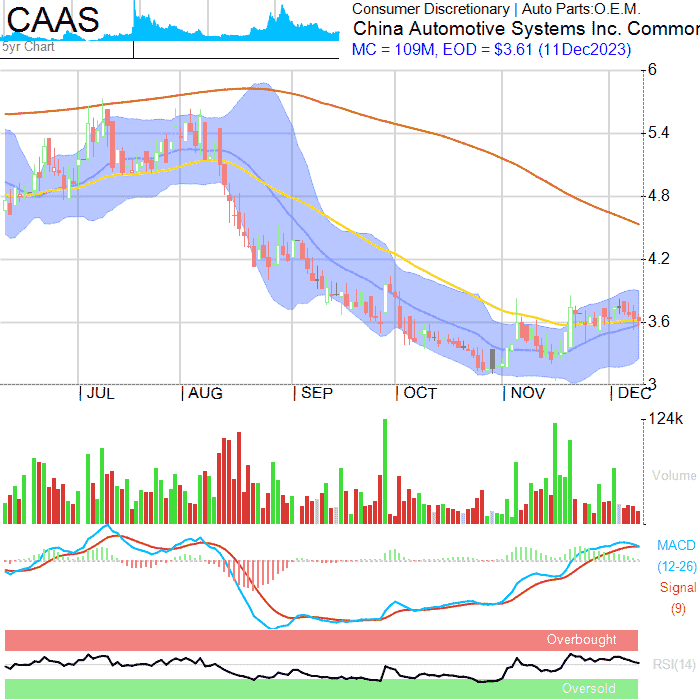 CAAS
5yr Chart
Consumer Discretionary | Auto Parts:O.E.M.
China Automotive Systems Inc. Common
MC = 109M, EOD = $3.61 (11Dec2023)
6
5.4
4.8
4.2
3.6
3
JUL AUG SEP OCT NOV DEC
124k
Volume
MACD
(12-26)
Signal
(9)
Overbought
RSI(14)
Oversold